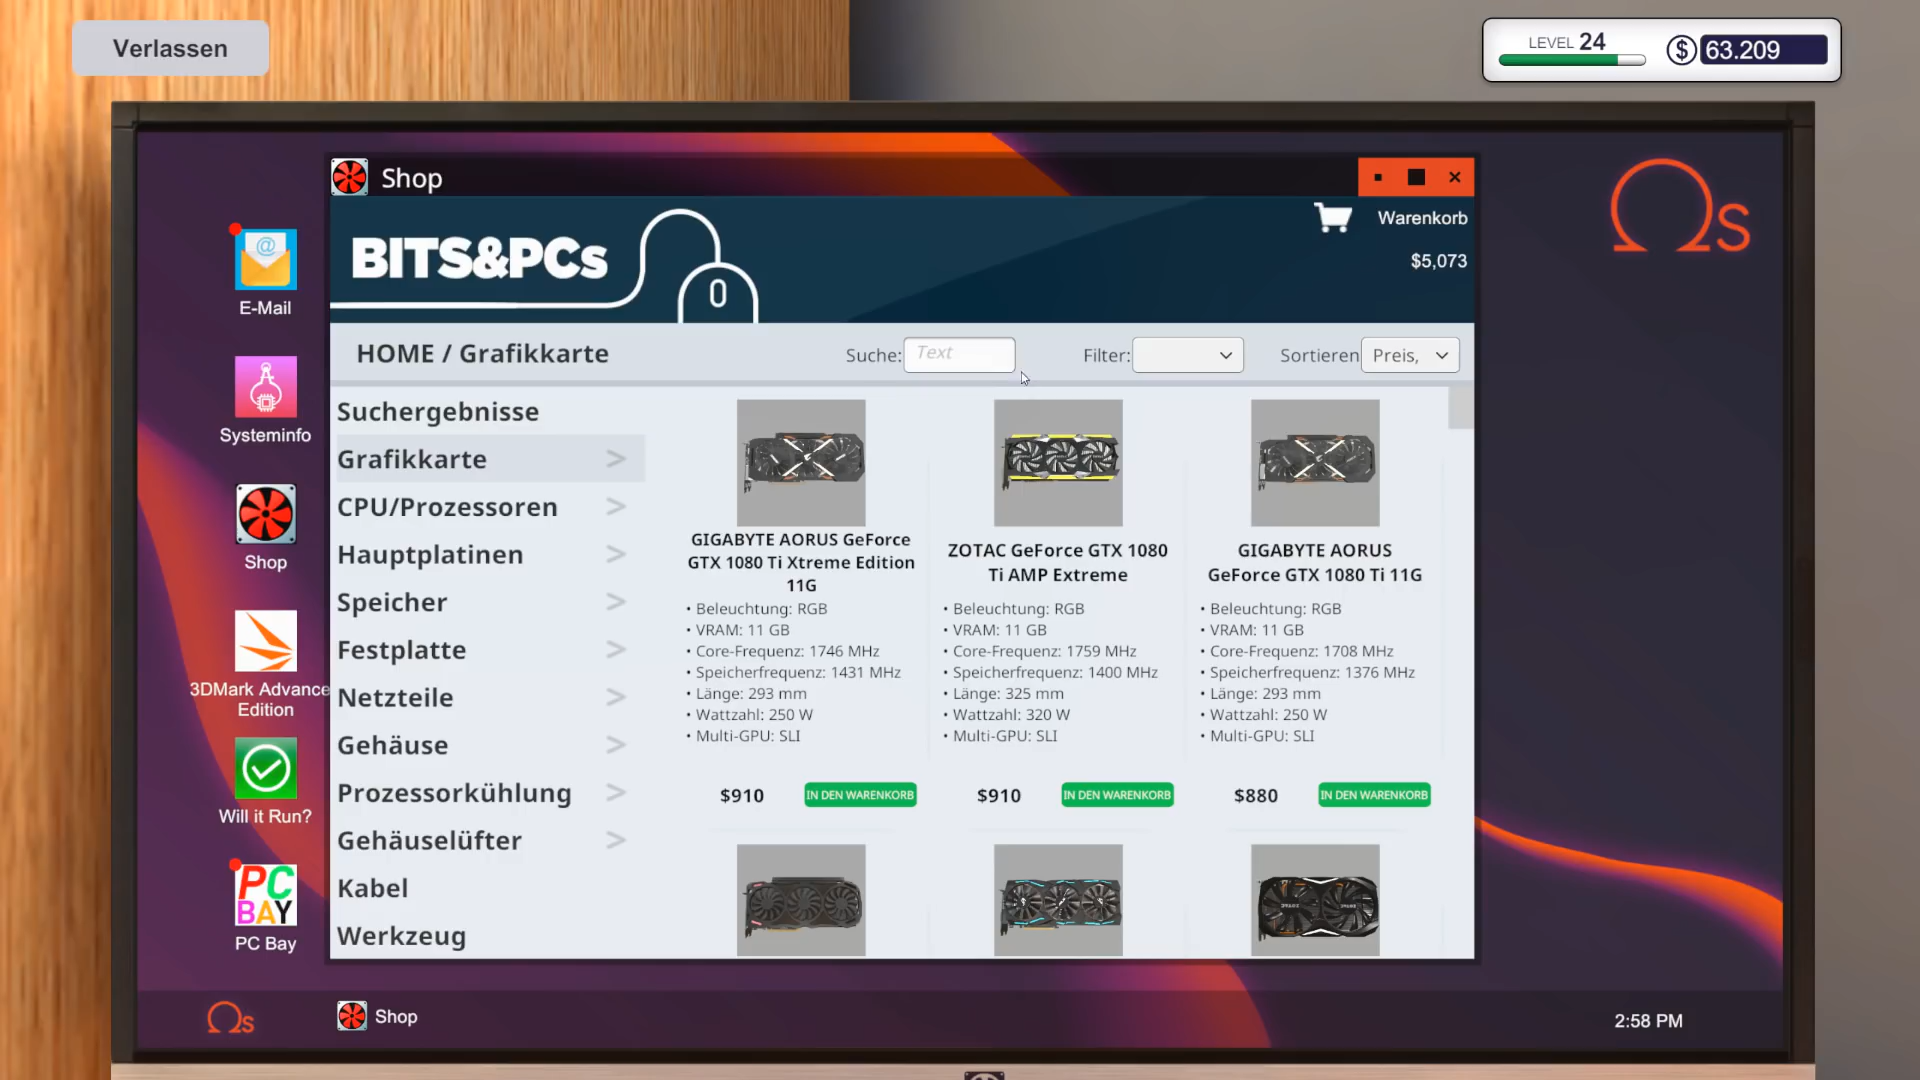 Verlassen
LEVEL 24
$ 63.209
Shop
BITS&PCs
Warenkorb
$5,073
HOME / Grafikkarte
Suche: Text
Filter:
Sortieren Preis,
Suchergebnisse
Grafikkarte >
CPU/Prozessoren >
Hauptplatinen >
Speicher >
Festplatte >
Netzteile >
Gehäuse >
Prozessorkühlung >
Gehäuselüfter >
Kabel
Werkzeug
GIGABYTE AORUS GeForce
GTX 1080 Ti Xtreme Edition
11G
• Beleuchtung: RGB
• VRAM: 11 GB
• Core-Frequenz: 1746 MHz
• Speicherfrequenz: 1431 MHz
• Länge: 293 mm
• Wattzahl: 250 W
• Multi-GPU: SLI
$910
IN DEN WARENKORB
ZOTAC GeForce GTX 1080
Ti AMP Extreme
• Beleuchtung: RGB
• VRAM: 11 GB
• Core-Frequenz: 1759 MHz
• Speicherfrequenz: 1400 MHz
• Länge: 325 mm
• Wattzahl: 320 W
• Multi-GPU: SLI
$910
IN DEN WARENKORB
GIGABYTE AORUS
GeForce GTX 1080 Ti 11G
• Beleuchtung: RGB
• VRAM: 11 GB
• Core-Frequenz: 1708 MHz
• Speicherfrequenz: 1376 MHz
• Länge: 293 mm
• Wattzahl: 250 W
• Multi-GPU: SLI
$880
IN DEN WARENKORB
E-Mail
Systeminfo
Shop
3DMark Advance
Edition
Will it Run?
PC
BAY
PC Bay
Ωs
Ωs
Shop
2:58 PM